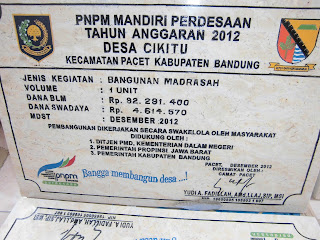 PNPM MANDIRI PERDESAAN
TAHUN ANGGARAN 2012
DESA CIKITU
KECAMATAN PACET KABUPATEN BANDUNG
JENIS KEGIATAN : BANGUNAN MADRASAH
VOLUME : 1 UNIT
DANA BLM : Rp. 92.291.400
DANA SWADAYA : Rp. 4.614.570
MDST : DESEMBER 2012
PEMBANGUNAN DIKERJAKAN SECARA SWAKELOLA OLEH MASYARAKAT
DIDUKUNG OLEH :
1. DITJEN PMD. KEMENTERIAN DALAM NEGERI
2. PEMERINTAH PROPINSI JAWA BARAT
3. PEMERINTAH KABUPATEN BANDUNG
PACET, DESEMBER 2012
DIRESMIKAN OLEH :
CAMAT PACET
pnpm
Bangga membangun desa ...!
YUDI A.